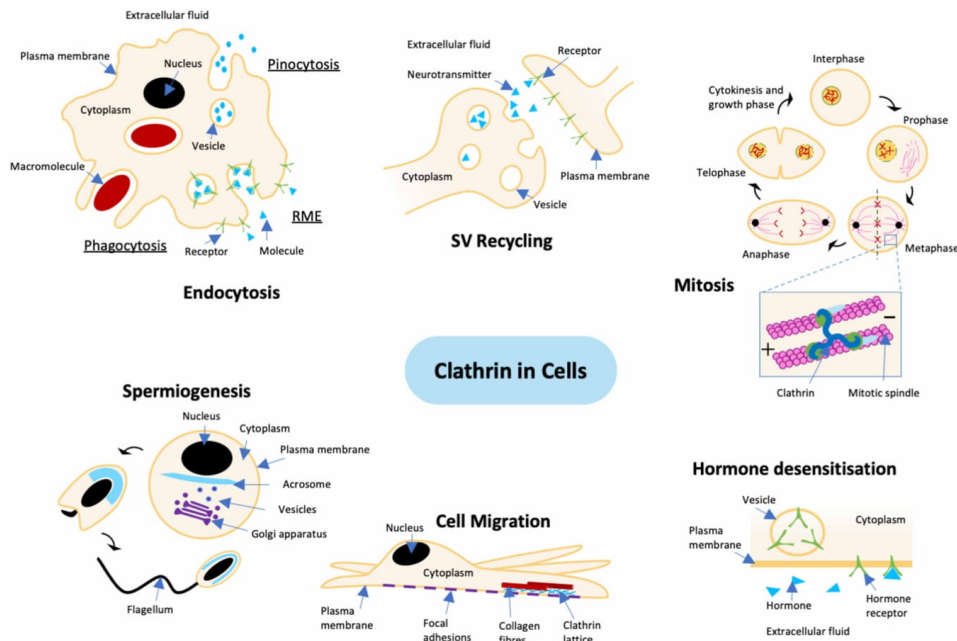 Extracellular fluid
Plasma membrane
Nucleus
Pinocytosis
Cytoplasm
Vesicle
Macromolecule
RME
Phagocytosis
Receptor
Molecule
Endocytosis
Extracellular fluid
Receptor
Neurotransmitter
Cytoplasm
Plasma membrane
Vesicle
SV Recycling
Interphase
Cytokinesis and
growth phase
Prophase
Telophase
Anaphase
Metaphase
Mitosis
−
+
Clathrin
Mitotic spindle
Clathrin in Cells
Spermiogenesis
Nucleus
Cytoplasm
Plasma membrane
Acrosome
Vesicles
Golgi apparatus
Flagellum
Cell Migration
Nucleus
Cytoplasm
Plasma
membrane
Focal
adhesions
Collagen
fibres
Clathrin
lattice
Hormone desensitisation
Vesicle
Cytoplasm
Plasma
membrane
Hormone
Hormone
receptor
Extracellular fluid